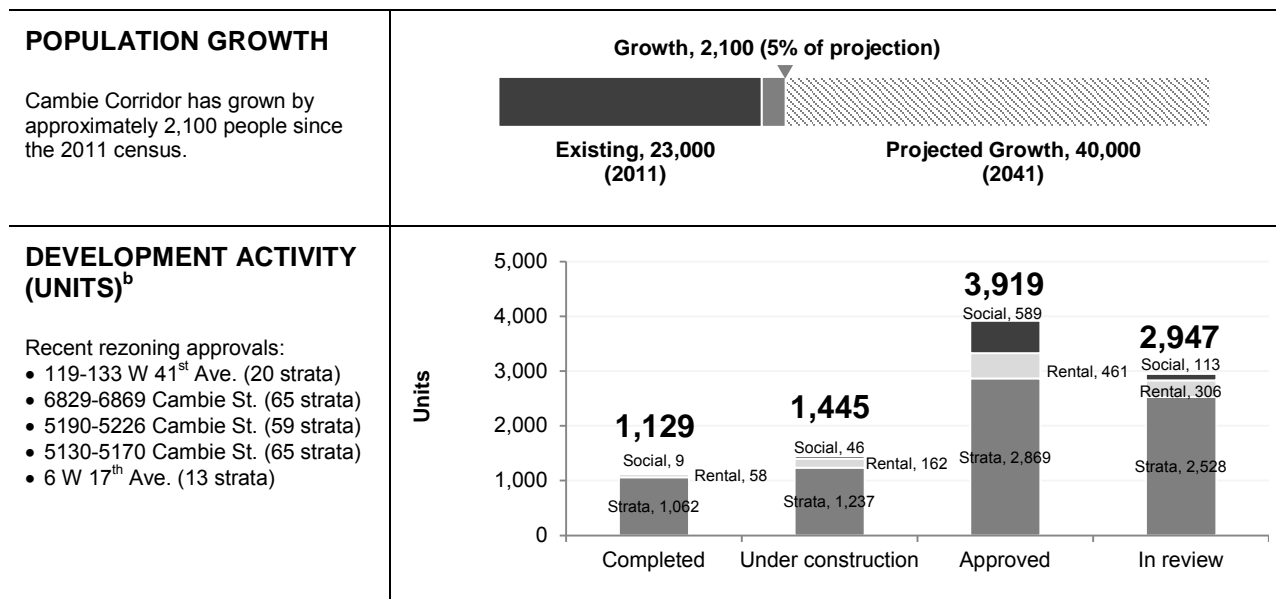 POPULATION GROWTH
Cambie Corridor has grown by
approximately 2,100 people since
the 2011 census.
Growth, 2,100 (5% of projection)
Existing, 23,000
(2011)
Projected Growth, 40,000
(2041)
DEVELOPMENT ACTIVITY
(UNITS)b
Recent rezoning approvals:
• 119-133 W 41st Ave. (20 strata)
• 6829-6869 Cambie St. (65 strata)
• 5190-5226 Cambie St. (59 strata)
• 5130-5170 Cambie St. (65 strata)
• 6 W 17th Ave. (13 strata)
Units
5,000
4,000
3,000
2,000
1,000
0
1,129
Social, 9
Rental, 58
Strata, 1,062
Completed
1,445
Social, 46
Rental, 162
Strata, 1,237
Under construction
3,919
Social, 589
Rental, 461
Strata, 2,869
Approved
2,947
Social, 113
Rental, 306
Strata, 2,528
In review